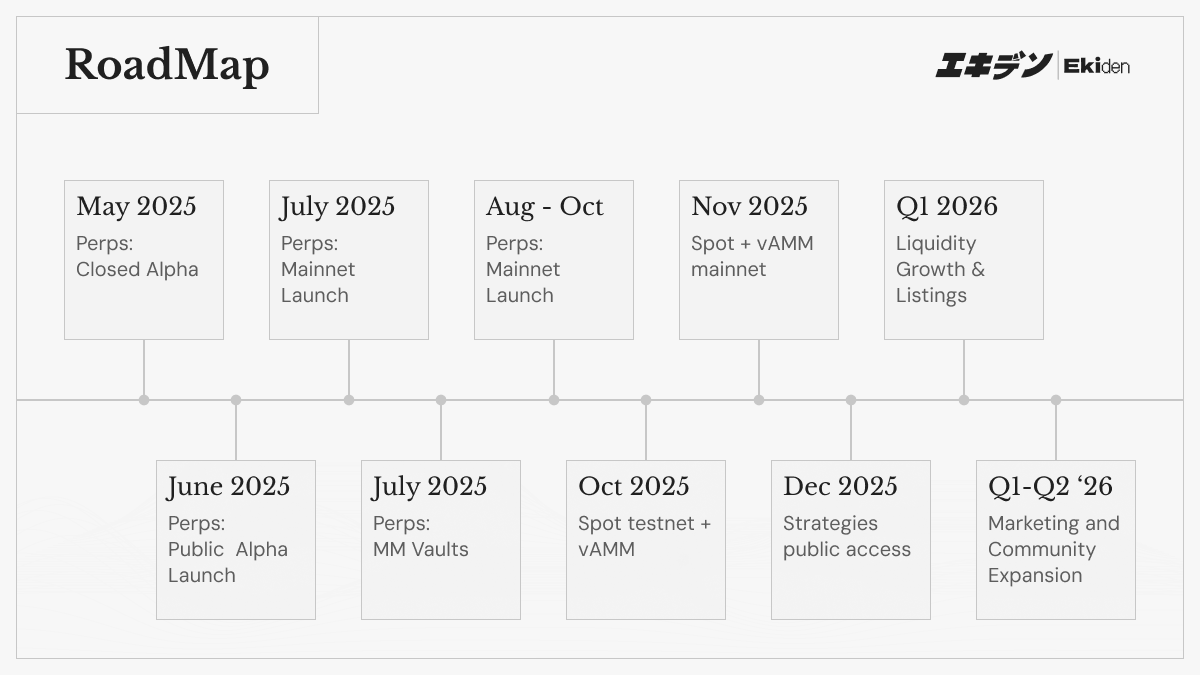 RoadMap
エキデン Ekiden
May 2025
Perps:
Closed Alpha
June 2025
Perps:
Public  Alpha
Launch
July 2025
Perps:
Mainnet
Launch
July 2025
Perps:
MM Vaults
Aug - Oct
Perps:
Mainnet
Launch
Oct 2025
Spot testnet +
vAMM
Nov 2025
Spot + vAMM
mainnet
Dec 2025
Strategies
public access
Q1 2026
Liquidity
Growth &
Listings
Q1-Q2 ‘26
Marketing and
Community
Expansion